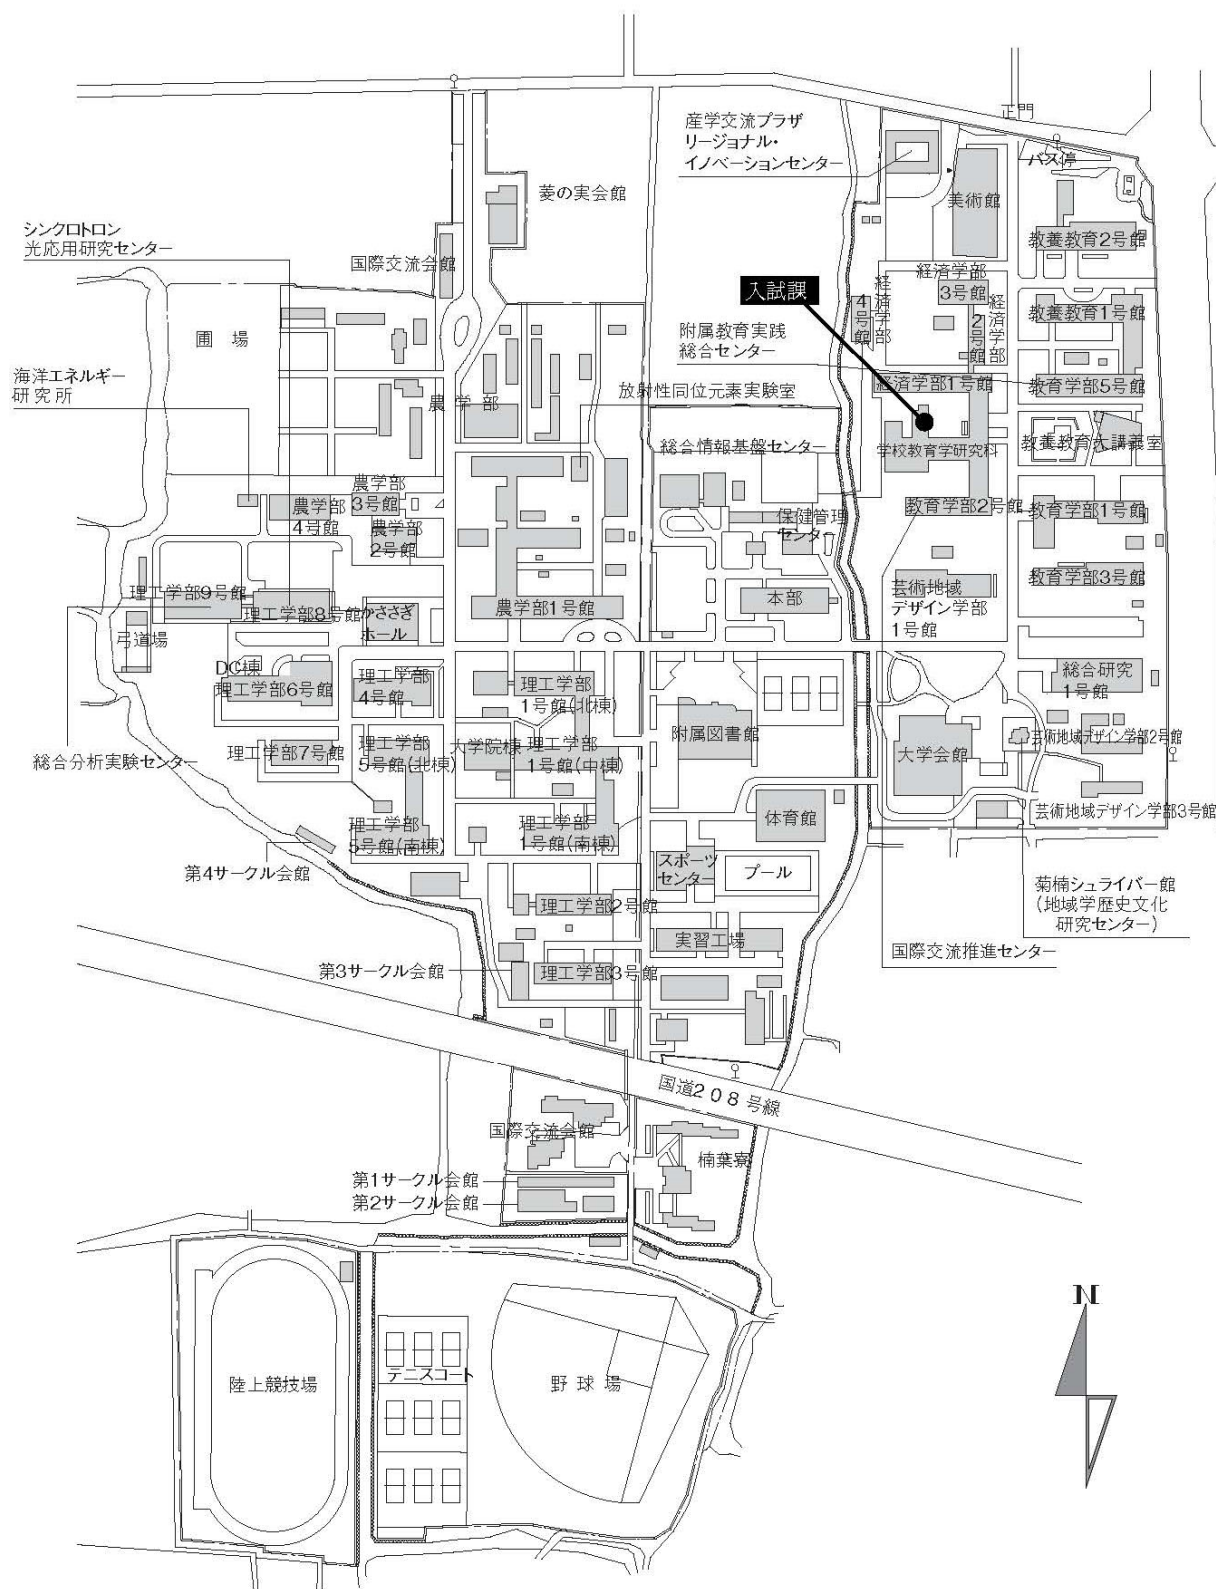 正門
バス停
産学交流プラザ
リージョナル・
イノベーションセンター
美術館
菱の実会館
シンクロトロン
光応用研究センター
国際交流会館
教養教育2号館
入試課
経済学部
3号館
経済学部
4号館
経済学部
2号館
教養教育1号館
圃 場
附属教育実践
総合センター
海洋エネルギー
研究所
放射性同位元素実験室
経済学部1号館
教育学部5号館
農 学 部
総合情報基盤センター
学校教育学研究科
教養教育大講義室
農学部
3号館
農学部
4号館
農学部
2号館
保健管理
センター
教育学部2号館
教育学部1号館
理工学部9号館
理工学部8号館
かささぎ
ホール
農学部1号館
本部
芸術地域
デザイン学部
1号館
教育学部3号館
弓道場
DC棟
理工学部6号館
理工学部
4号館
理工学部
1号館(北棟)
総合研究
1号館
総合分析実験センター
理工学部7号館
理工学部
5号館(北棟)
大学院棟
理工学部
1号館(中棟)
附属図書館
大学会館
芸術地域デザイン学部2号館
理工学部
5号館(南棟)
理工学部
1号館(南棟)
体育館
芸術地域デザイン学部3号館
第4サークル会館
スポーツ
センター
プール
菊楠シュライバー館
(地域学歴史文化
研究センター)
理工学部2号館
実習工場
国際交流推進センター
第3サークル会館
理工学部3号館
国道208号線
国際交流会館
楠葉寮
第1サークル会館
第2サークル会館
N
陸上競技場
テニスコート
野 球 場